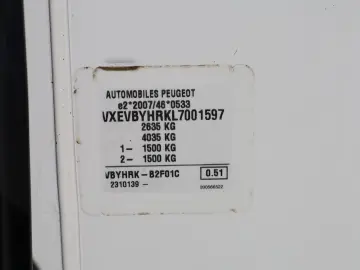 AUTOMOBILES PEUGEOT
e2*2007/46*0533
VXEVBYHRKL7001597
2635 KG
4035 KG
1- 1500 KG
2- 1500 KG
VBYHRK-B2F01C 0.51
2310139 -